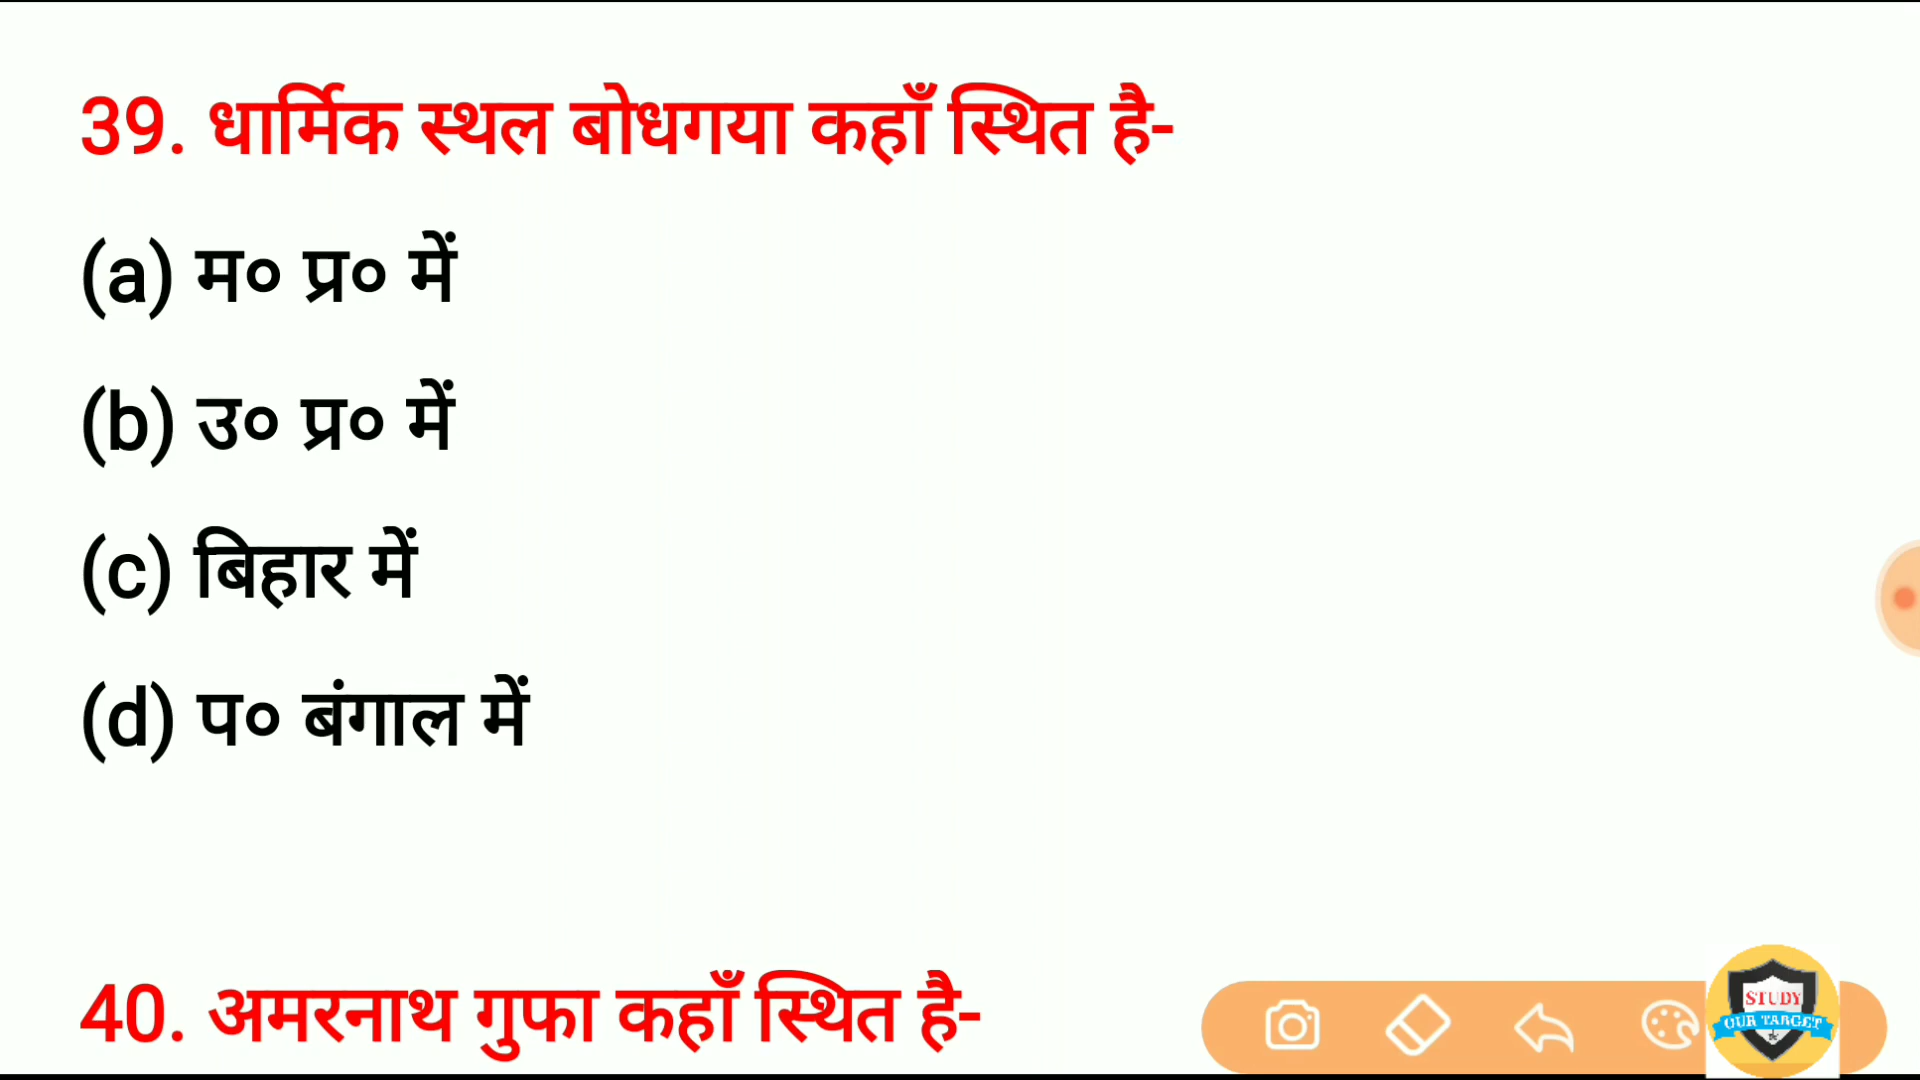 39. धार्मिक स्थल बोधगया कहाँ स्थित है-
(a) म० प्र० में
(b) उ० प्र० में
(c) बिहार में
(d) प० बंगाल में
40. अमरनाथ गुफा कहाँ स्थित है-
STUDY
OUR TARGET